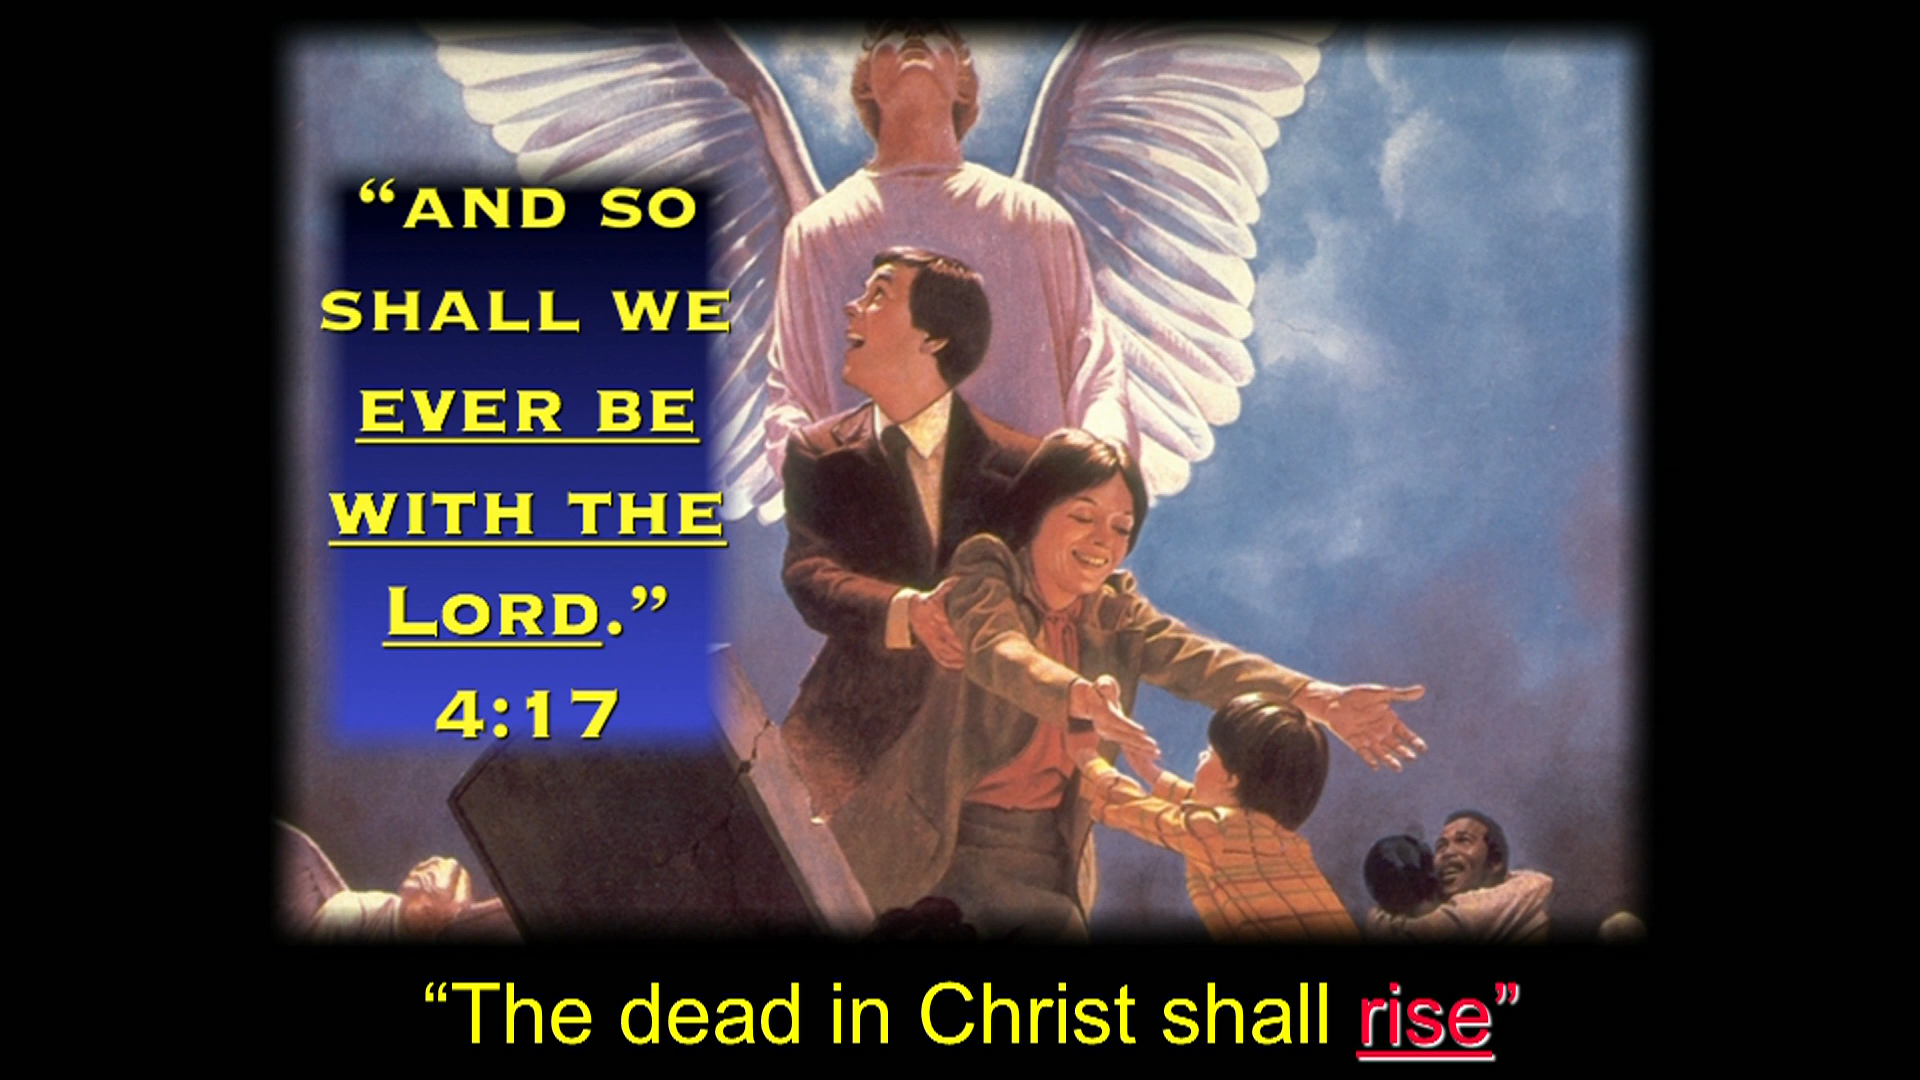 “AND SO
SHALL WE
EVER BE
WITH THE
LORD.”
4:17
“The dead in Christ shall rise”